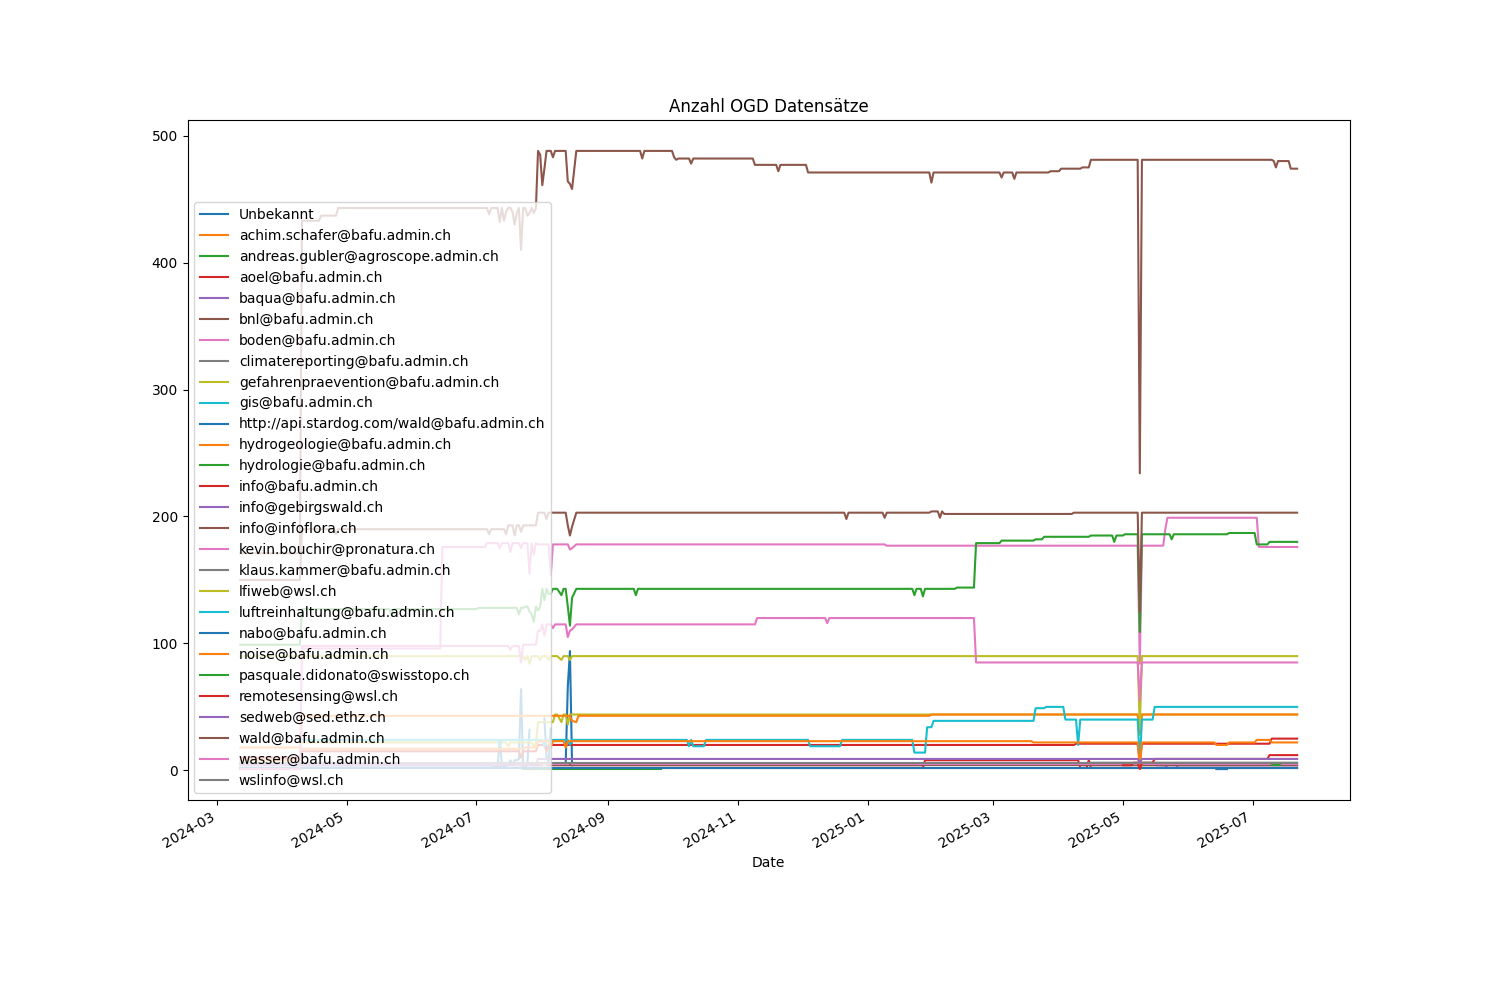 Anzahl OGD Datensätze
500
400
300
200
100
0
Unbekannt
achim.schafer@bafu.admin.ch
andreas.gubler@agroscope.admin.ch
aoel@bafu.admin.ch
baqua@bafu.admin.ch
bnl@bafu.admin.ch
boden@bafu.admin.ch
climatereporting@bafu.admin.ch
gefahrenpraevention@bafu.admin.ch
gis@bafu.admin.ch
http://api.stardog.com/wald@bafu.admin.ch
hydrogeologie@bafu.admin.ch
hydrologie@bafu.admin.ch
info@bafu.admin.ch
info@gebirgswald.ch
info@infoflora.ch
kevin.bouchir@pronatura.ch
klaus.kammer@bafu.admin.ch
lfiweb@wsl.ch
luftreinhaltung@bafu.admin.ch
nabo@bafu.admin.ch
noise@bafu.admin.ch
pasquale.didonato@swisstopo.ch
remotesensing@wsl.ch
sedweb@sed.ethz.ch
wald@bafu.admin.ch
wasser@bafu.admin.ch
wslinfo@wsl.ch
2024-03
2024-05
2024-07
2024-09
2024-11
2025-01
2025-03
2025-05
2025-07
Date